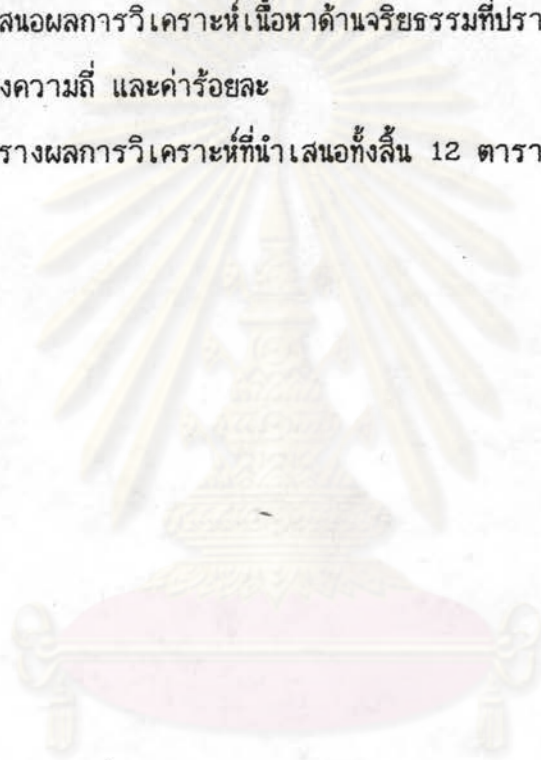 สนอผลการวิเคราะห์เนื้อหาด้านจริยธรรมที่ปรา
งความถี่ และค่าร้อยละ
รางผลการวิเคราะห์ที่นำเสนอทั้งสิ้น 12 ตารา